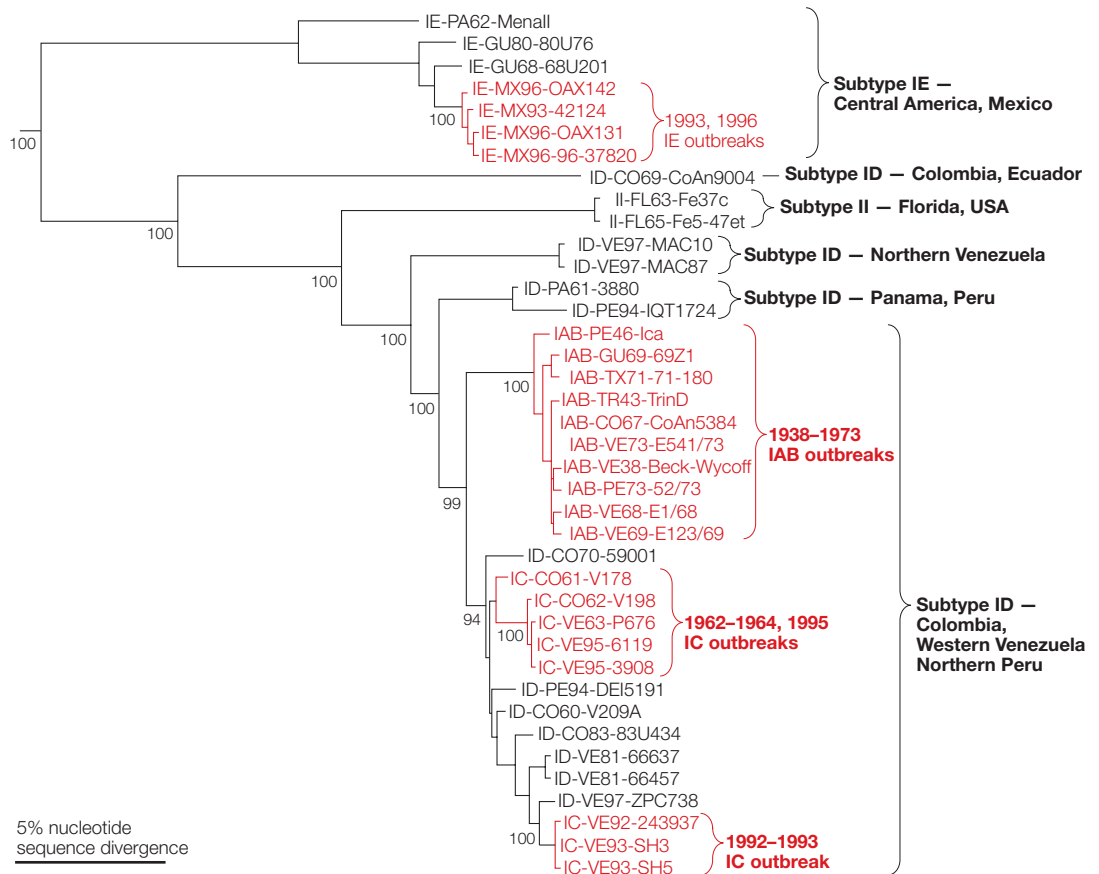 IE-PA62-MenaII
IE-GU80-80U76
IE-GU68-68U201
IE-MX96-OAX142
IE-MX93-42124
IE-MX96-OAX131
IE-MX96-96-37820
100
1993, 1996
IE outbreaks
Subtype IE —
Central America, Mexico
100
ID-CO69-CoAn9004
Subtype ID — Colombia, Ecuador
100
II-FL63-Fe37c
II-FL65-Fe5-47et
Subtype II — Florida, USA
100
ID-VE97-MAC10
ID-VE97-MAC87
Subtype ID — Northern Venezuela
100
ID-PA61-3880
ID-PE94-IQT1724
Subtype ID — Panama, Peru
100
IAB-PE46-Ica
IAB-GU69-69Z1
IAB-TX71-71-180
IAB-TR43-TrinD
IAB-CO67-CoAn5384
IAB-VE73-E541/73
IAB-VE38-Beck-Wycoff
IAB-PE73-52/73
IAB-VE68-E1/68
IAB-VE69-E123/69
100
1938–1973
IAB outbreaks
99
ID-CO70-59001
IC-CO61-V178
IC-CO62-V198
IC-VE63-P676
IC-VE95-6119
IC-VE95-3908
94
100
1962–1964, 1995
IC outbreaks
Subtype ID —
Colombia,
Western Venezuela
Northern Peru
ID-PE94-DEI5191
ID-CO60-V209A
ID-CO83-83U434
ID-VE81-66637
ID-VE81-66457
ID-VE97-ZPC738
IC-VE92-243937
IC-VE93-SH3
IC-VE93-SH5
100
1992–1993
IC outbreak
5% nucleotide
sequence divergence